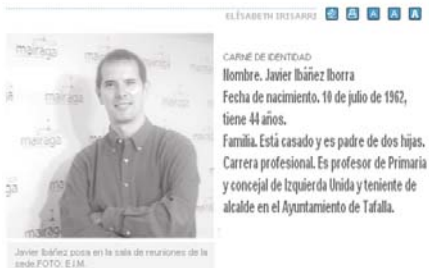 ELÍSABETH IRISARRI
A A A
CARNÉ DE IDENTIDAD
Nombre. Javier Ibáñez Iborra
Fecha de nacimiento. 10 de julio de 1962,
tiene 44 años.
Familia. Está casado y es padre de dos hijas.
Carrera profesional. Es profesor de Primaria
y concejal de Izquierda Unida y teniente de
alcalde en el Ayuntamiento de Tafalla.
mairaga
mairaga
mairaga
Javier Ibáñez posa en la sala de reuniones de la
sede.FOTO: E.I.M.